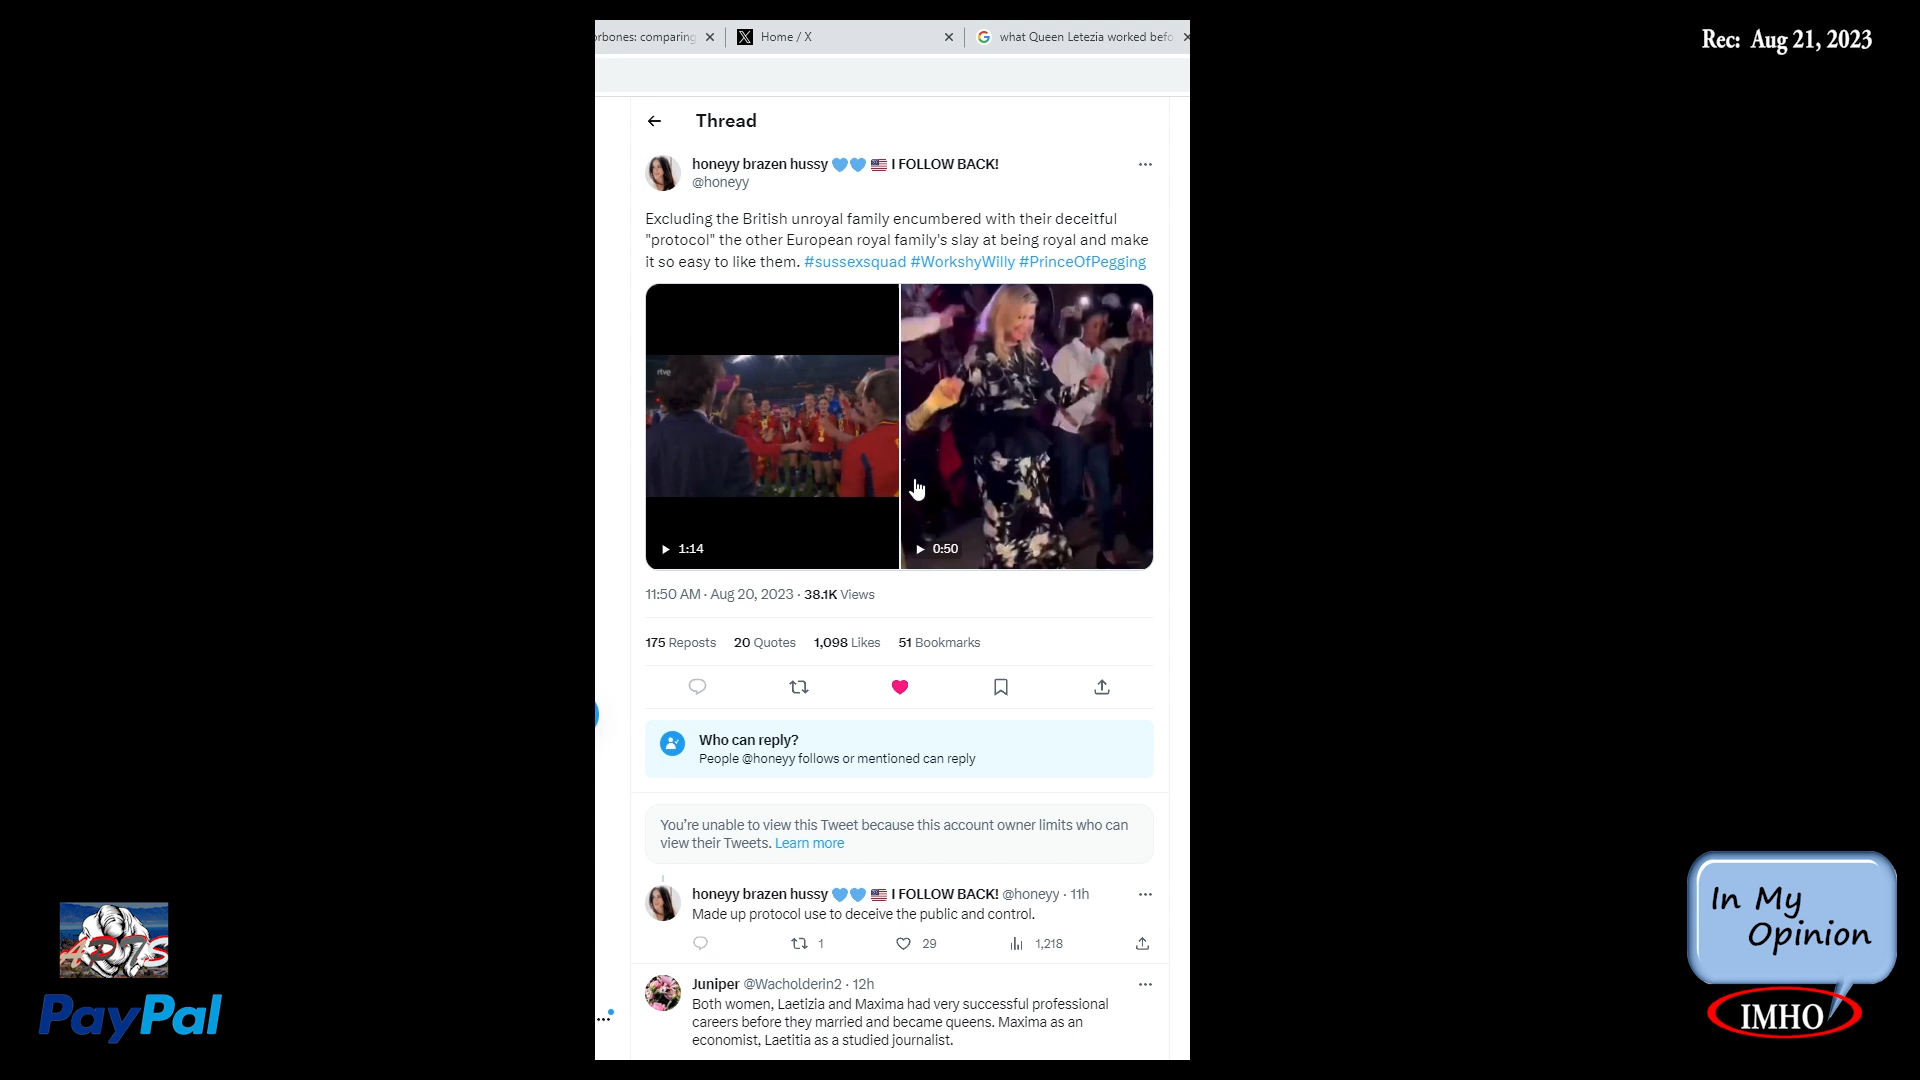 orbones: comparing
Home / X
what Queen Letezia worked befo
Rec: Aug 21, 2023
Thread
honeyy brazen hussy 💙💙 🇺🇸 I FOLLOW BACK!
@honeyy
Excluding the British unroyal family encumbered with their deceitful
"protocol" the other European royal family's slay at being royal and make
it so easy to like them. #sussexsquad #WorkshyWilly #PrinceOfPegging
rtve
1:14
0:50
11:50 AM · Aug 20, 2023 · 38.1K Views
175 Reposts 20 Quotes 1,098 Likes 51 Bookmarks
Who can reply?
People @honeyy follows or mentioned can reply
You're unable to view this Tweet because this account owner limits who can
view their Tweets. Learn more
honeyy brazen hussy 💙💙 🇺🇸 I FOLLOW BACK! @honeyy · 11h
Made up protocol use to deceive the public and control.
1 29 1,218
Juniper @Wacholderin2 · 12h
Both women, Laetizia and Maxima had very successful professional
careers before they married and became queens. Maxima as an
economist, Laetitia as a studied journalist.
PayPal
In My
Opinion
IMHO